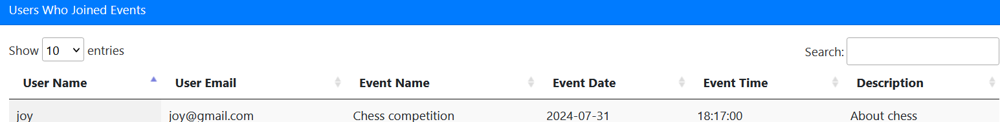 Users Who Joined Events
Show 10 entries
Search:
User Name User Email Event Name Event Date Event Time Description
joy joy@gmail.com Chess competition 2024-07-31 18:17:00 About chess